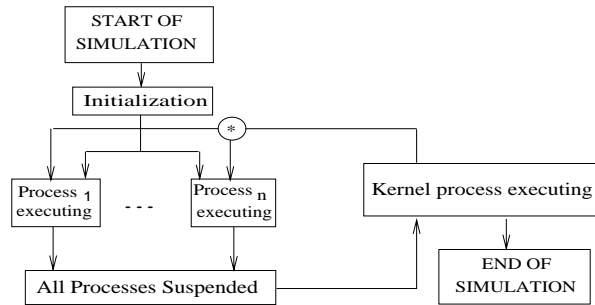 START OF
SIMULATION
Initialization
*
Process 1
executing
- - -
Process n
executing
Kernel process executing
All Processes Suspended
END OF
SIMULATION